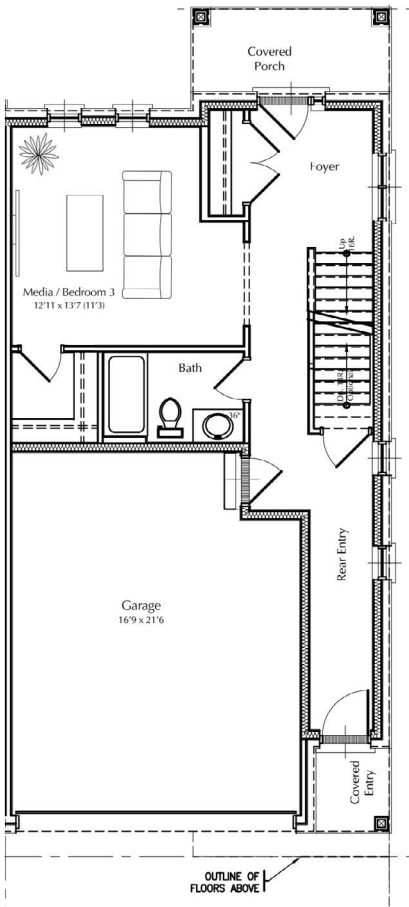 Covered
Porch
Foyer
Up
16R.
Media / Bedroom 3
12'11 x 13'7 (11'3)
Bath
36"
Garage
16'9 x 21'6
Rear Entry
Covered
Entry
OUTLINE OF
FLOORS ABOVE